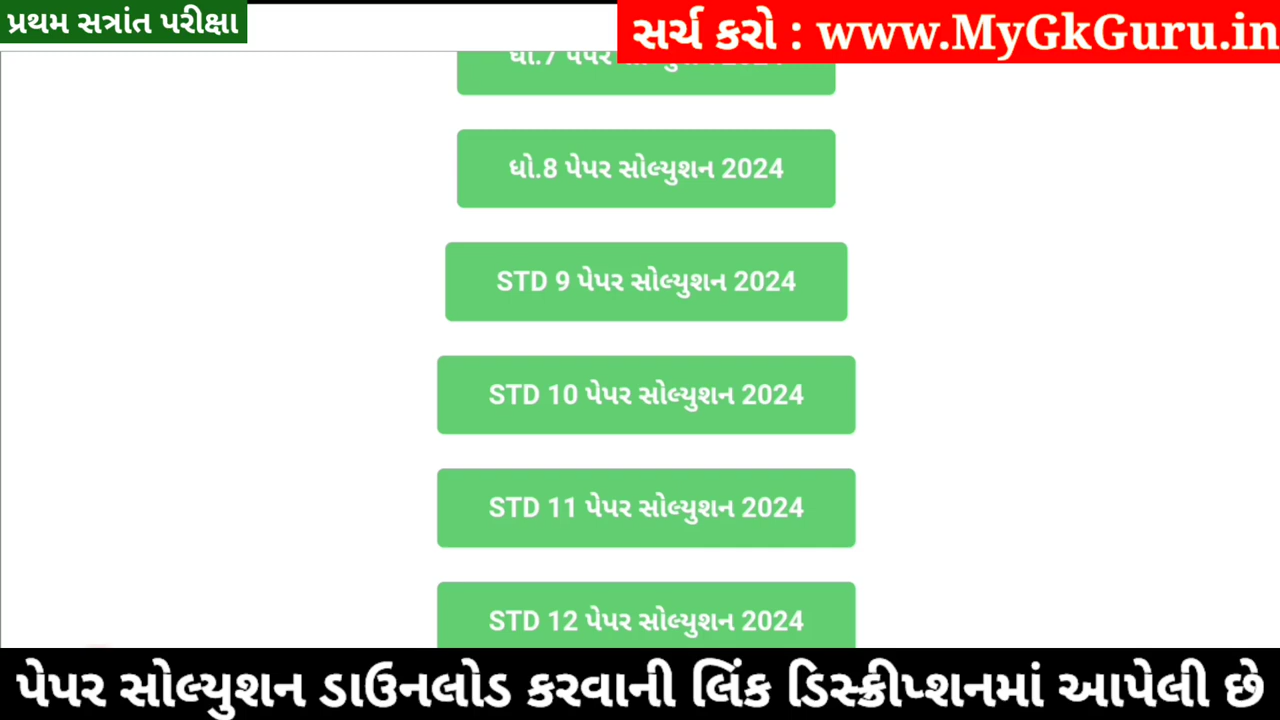 પ્રથમ સત્રાંત પરીક્ષા
સર્ચ કરો : www.MyGkGuru.in
ધો.7 પેપર
ધો.8 પેપર સોલ્યુશન 2024
STD 9 પેપર સોલ્યુશન 2024
STD 10 પેપર સોલ્યુશન 2024
STD 11 પેપર સોલ્યુશન 2024
STD 12 પેપર સોલ્યુશન 2024
પેપર સોલ્યુશન ડાઉનલોડ કરવાની લિંક ડિસ્ક્રીપ્શનમાં આપેલી છે